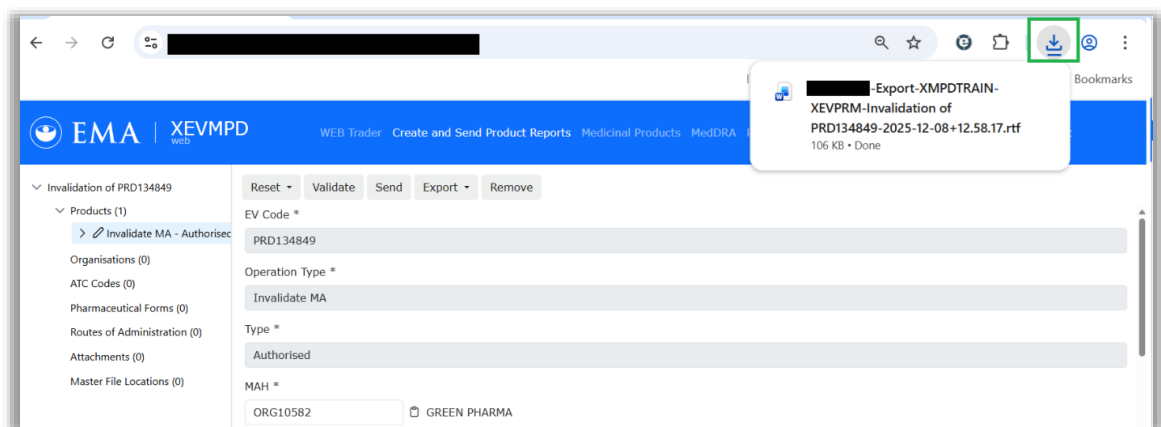 -Export-XMPDTRAIN-
XEVPRM-Invalidation of
PRD134849-2025-12-08+12.58.17.rtf
106 KB • Done
Bookmarks
EMA | XEVMPD
web
WEB Trader Create and Send Product Reports Medicinal Products MedDRA
Invalidation of PRD134849
Products (1)
Invalidate MA - Authorised
Organisations (0)
ATC Codes (0)
Pharmaceutical Forms (0)
Routes of Administration (0)
Attachments (0)
Master File Locations (0)
Reset Validate Send Export Remove
EV Code *
PRD134849
Operation Type *
Invalidate MA
Type *
Authorised
MAH *
ORG10582 GREEN PHARMA